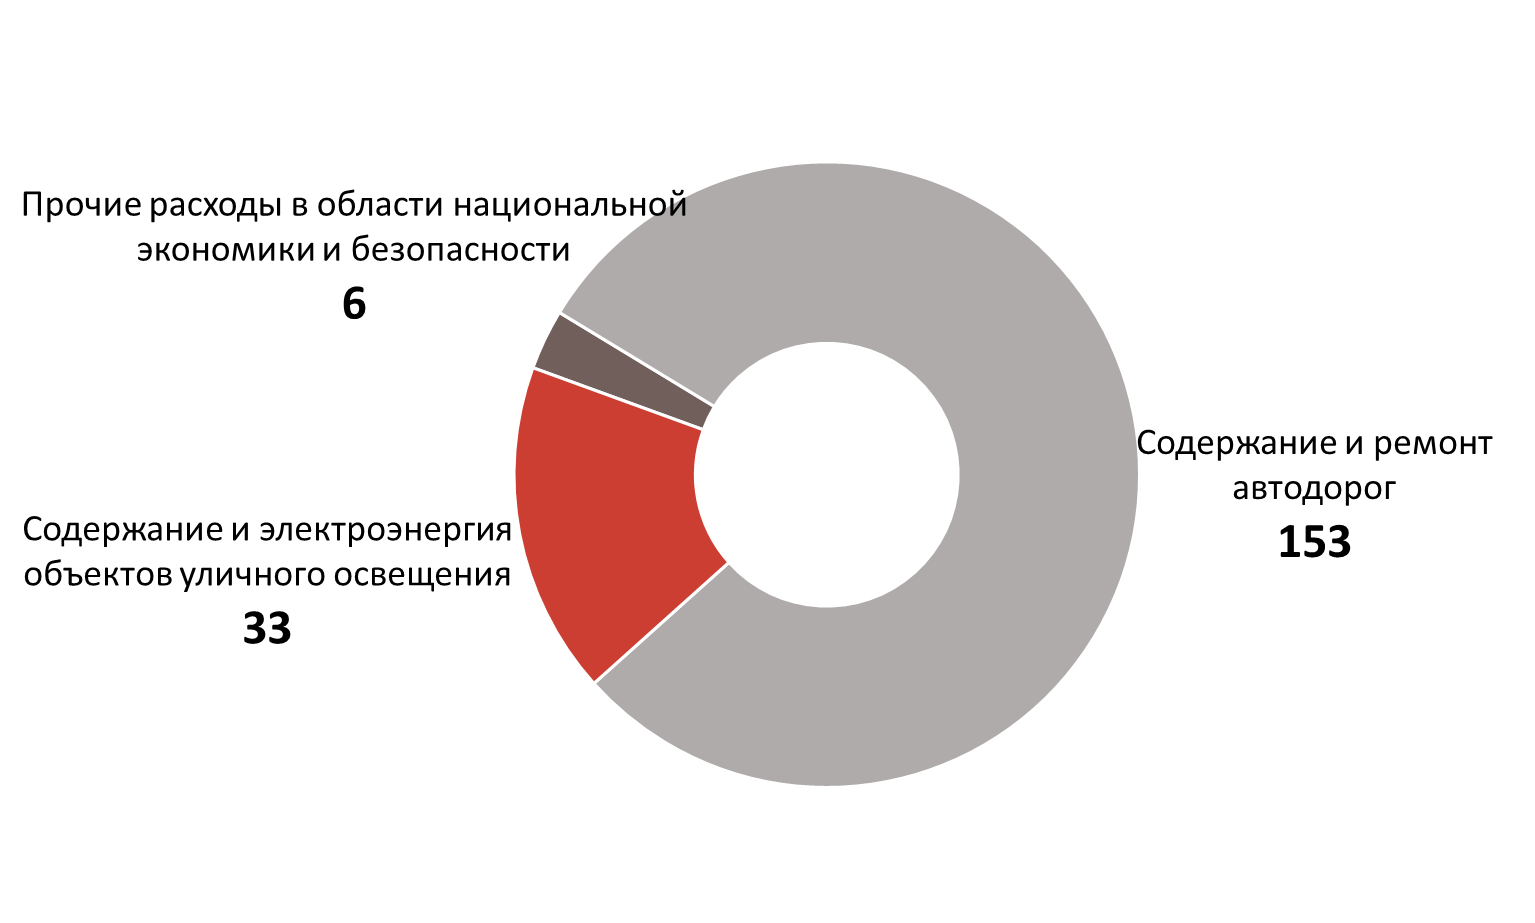 Прочие расходы в области национальной
экономики и безопасности
6
Содержание и ремонт
автодорог
153
Содержание и электроэнергия
объектов уличного освещения
33